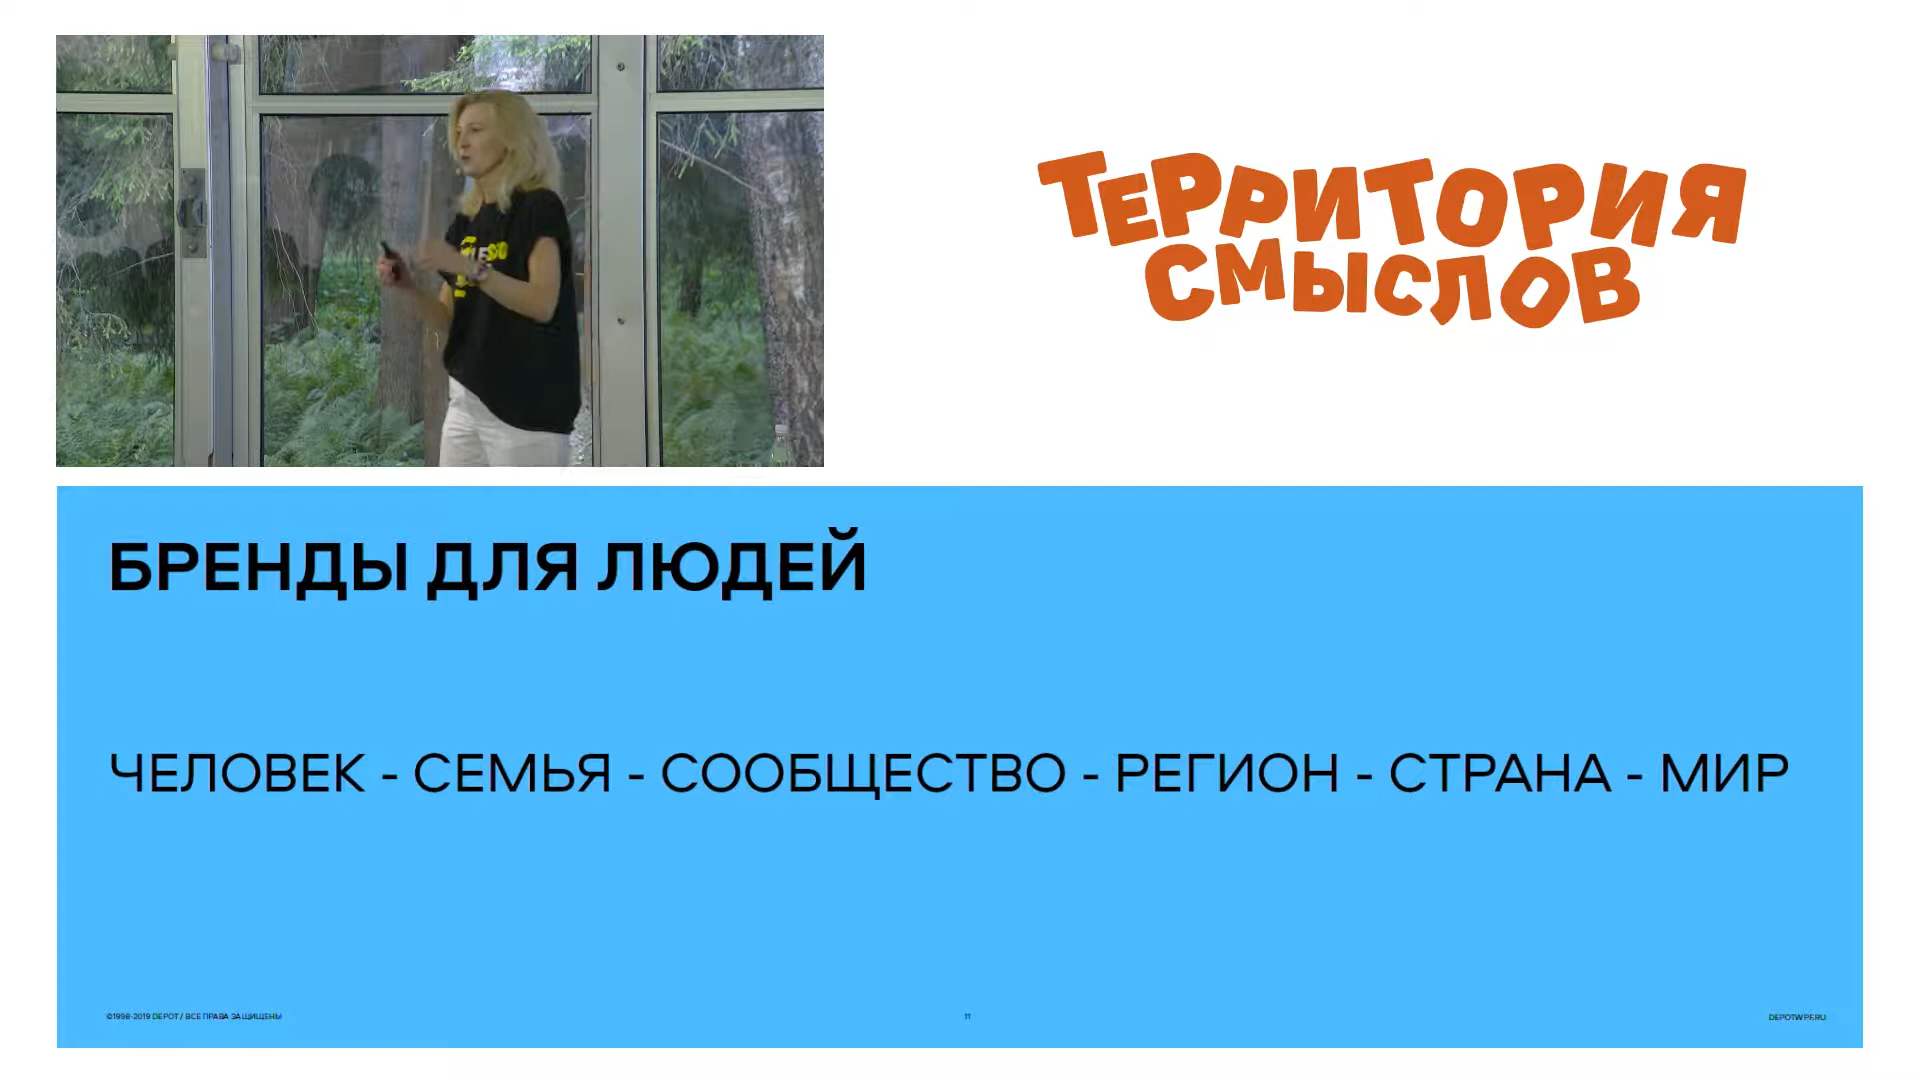 ТЕРРИТОРИЯ
СМЫСЛОВ
БРЕНДЫ ДЛЯ ЛЮДЕЙ
ЧЕЛОВЕК - СЕМЬЯ - СООБЩЕСТВО - РЕГИОН - СТРАНА - МИР
©1998-2019 DEPOT / ВСЕ ПРАВА ЗАЩИЩЕНЫ
11
DEPOTWPF.RU